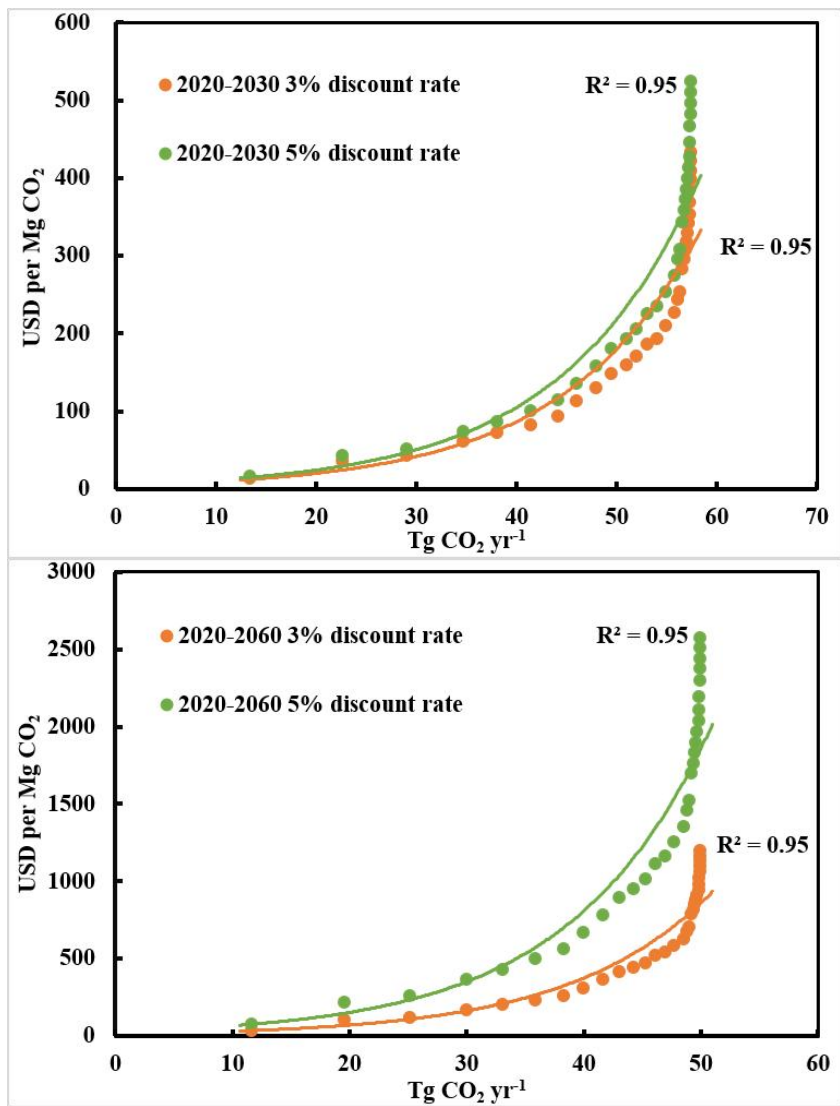 600
500
400
300
200
100
0
USD per Mg CO₂
2020-2030 3% discount rate
2020-2030 5% discount rate
R² = 0.95
R² = 0.95
0 10 20 30 40 50 60 70
Tg CO₂ yr⁻¹
3000
2500
2000
1500
1000
500
0
USD per Mg CO₂
2020-2060 3% discount rate
2020-2060 5% discount rate
R² = 0.95
R² = 0.95
0 10 20 30 40 50 60
Tg CO₂ yr⁻¹